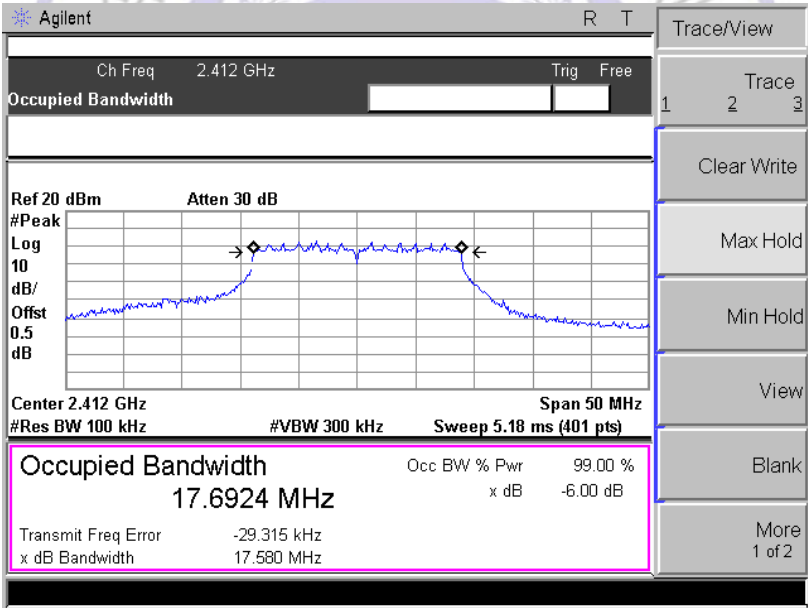 Agilent R T
Trace/View
Ch Freq 2.412 GHz Trig Free
Occupied Bandwidth
Trace
1 2 3
Clear Write
Ref 20 dBm Atten 30 dB
#Peak
Log
10
dB/
Offst
0.5
dB
Max Hold
Min Hold
Center 2.412 GHz Span 50 MHz
#Res BW 100 kHz #VBW 300 kHz Sweep 5.18 ms (401 pts)
View
Occupied Bandwidth Occ BW % Pwr 99.00 %
17.6924 MHz x dB -6.00 dB
Blank
Transmit Freq Error -29.315 kHz
x dB Bandwidth 17.580 MHz
More
1 of 2